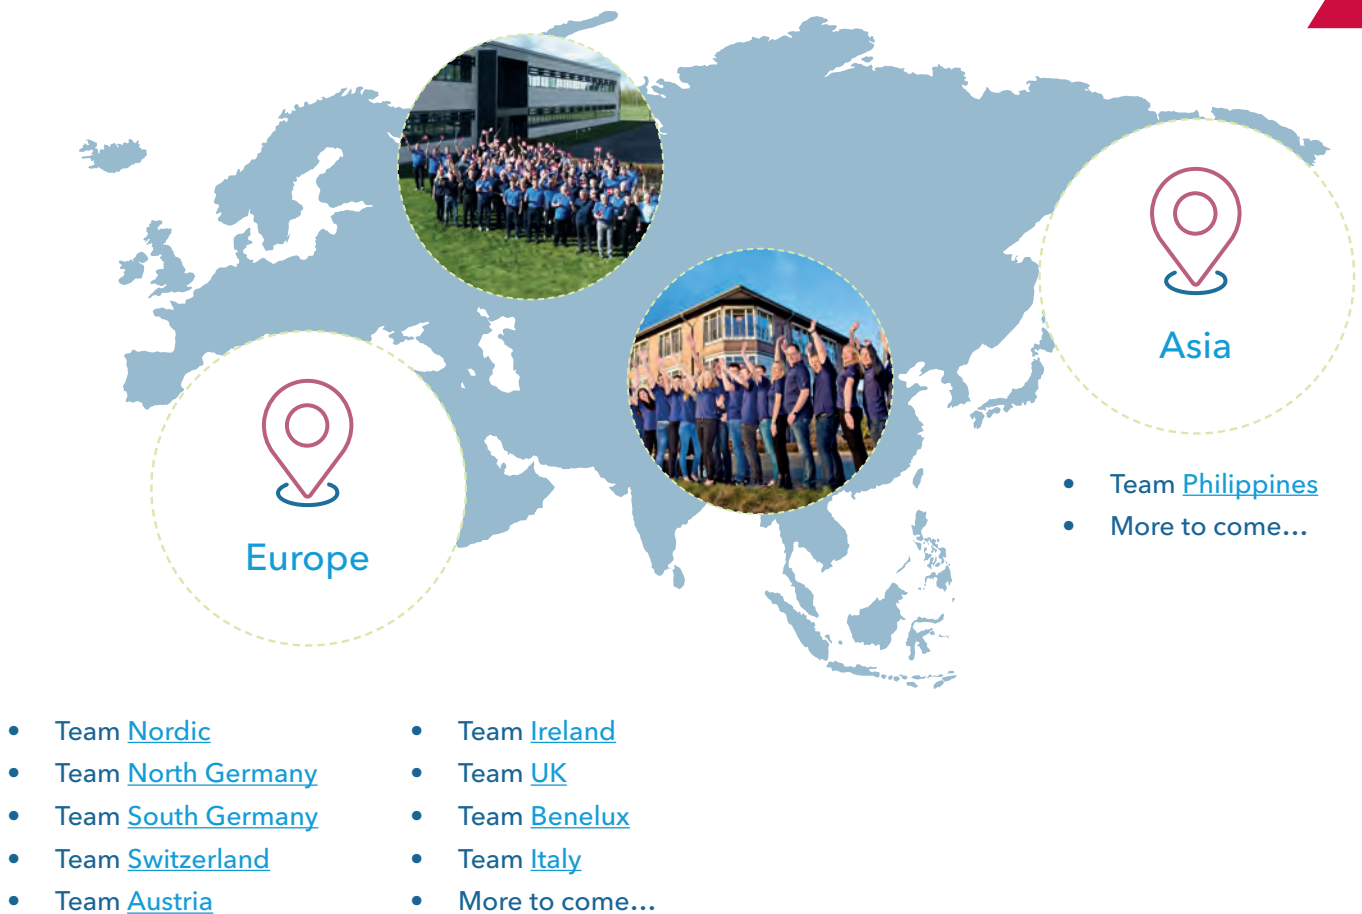 Asia
• Team Philippines
• More to come...
Europe
• Team Nordic
• Team North Germany
• Team South Germany
• Team Switzerland
• Team Austria
• Team Ireland
• Team UK
• Team Benelux
• Team Italy
• More to come...